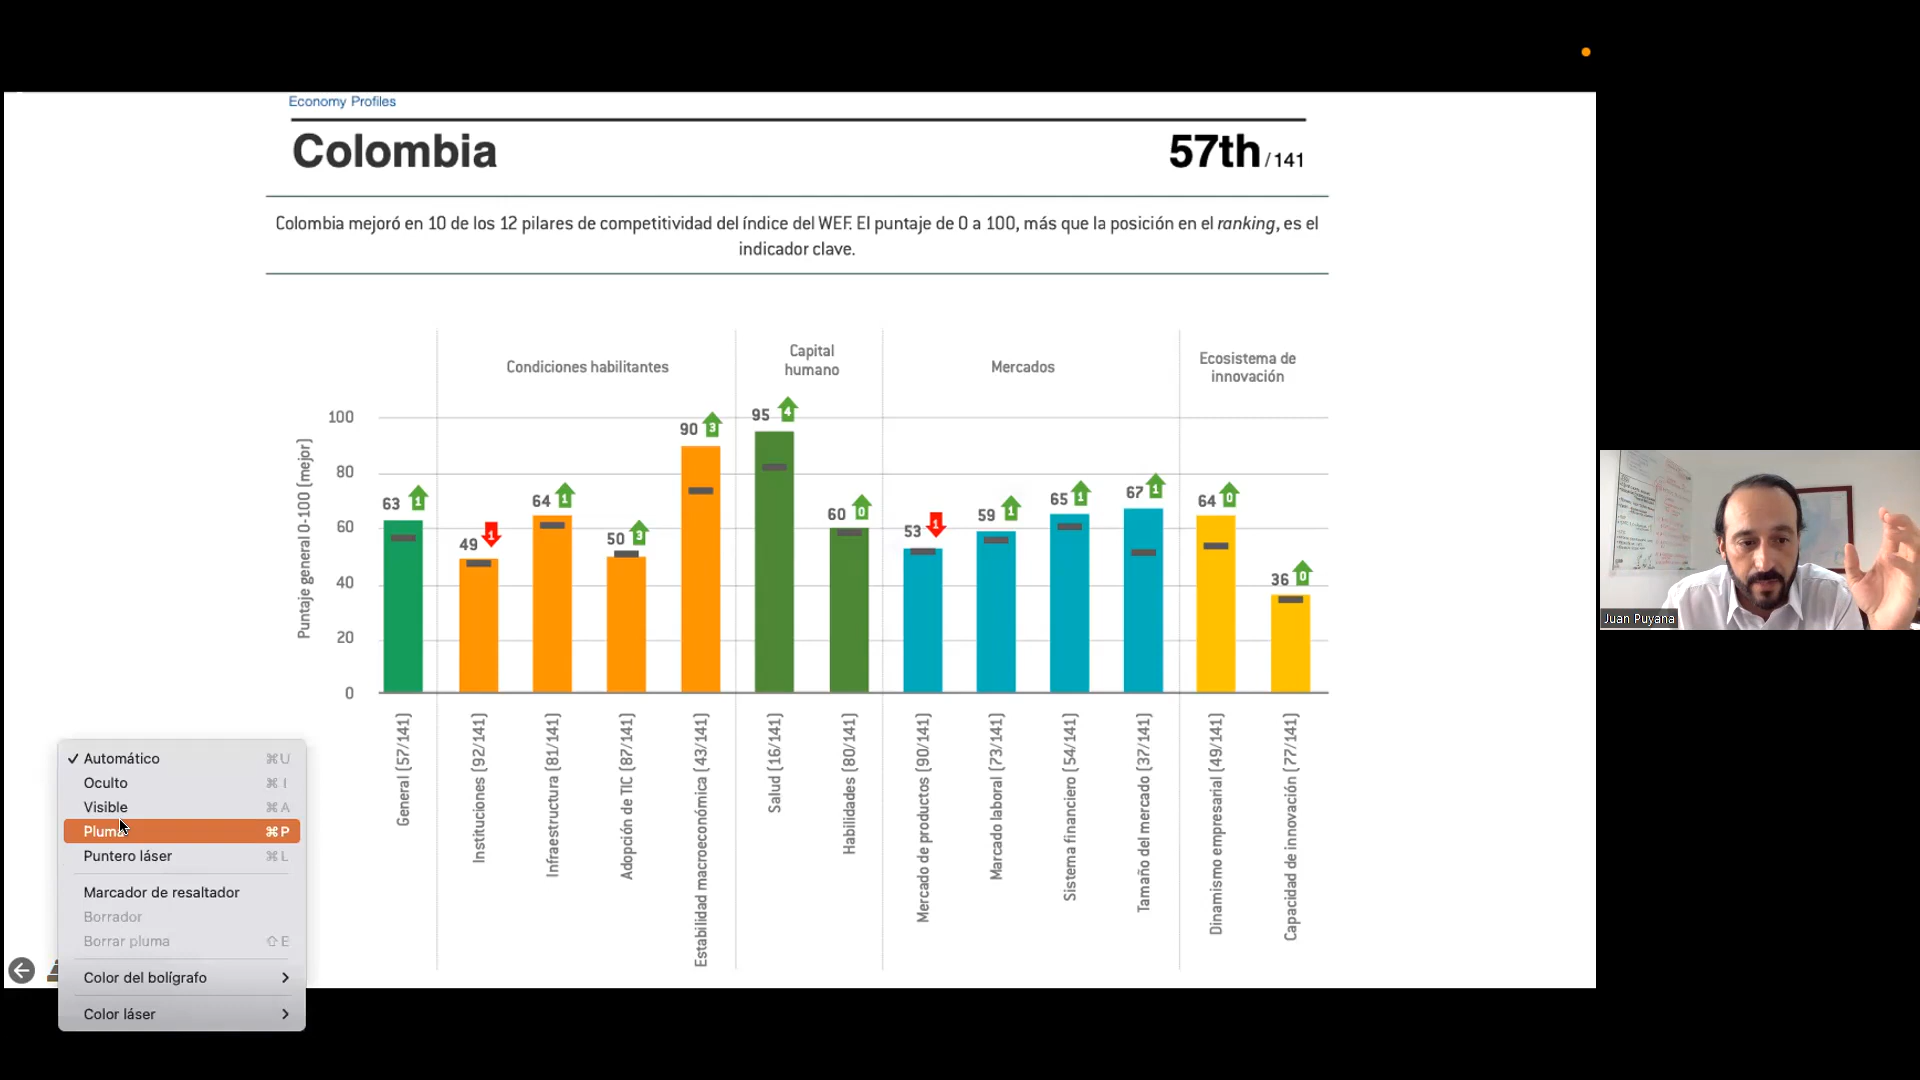 Economy Profiles
Colombia
57th/141
Colombia mejoró en 10 de los 12 pilares de competitividad del índice del WEF. El puntaje de 0 a 100, más que la posición en el ranking, es el
indicador clave.
Condiciones habilitantes
Capital
humano
Mercados
Ecosistema de
innovación
Puntaje general 0-100 (mejor)
100
80
60
40
20
0
63 1
49 1
64 1
50 3
90 3
95 4
60 0
53 1
59 1
65 1
67 1
64 0
36 0
General (57/141)
Instituciones (92/141)
Infraestructura (81/141)
Adopción de TIC (87/141)
Estabilidad macroeconómica (43/141)
Salud (16/141)
Habilidades (80/141)
Mercado de productos (90/141)
Marcado laboral (73/141)
Sistema financiero (54/141)
Tamaño del mercado (37/141)
Dinamismo empresarial (49/141)
Capacidad de innovación (77/141)
✓ Automático ⌘U
Oculto ⌘I
Visible ⌘A
Pluma ⌘P
Puntero láser ⌘L
Marcador de resaltador
Borrador
Borrar pluma ⇧E
Color del bolígrafo
Color láser
Juan Puyana